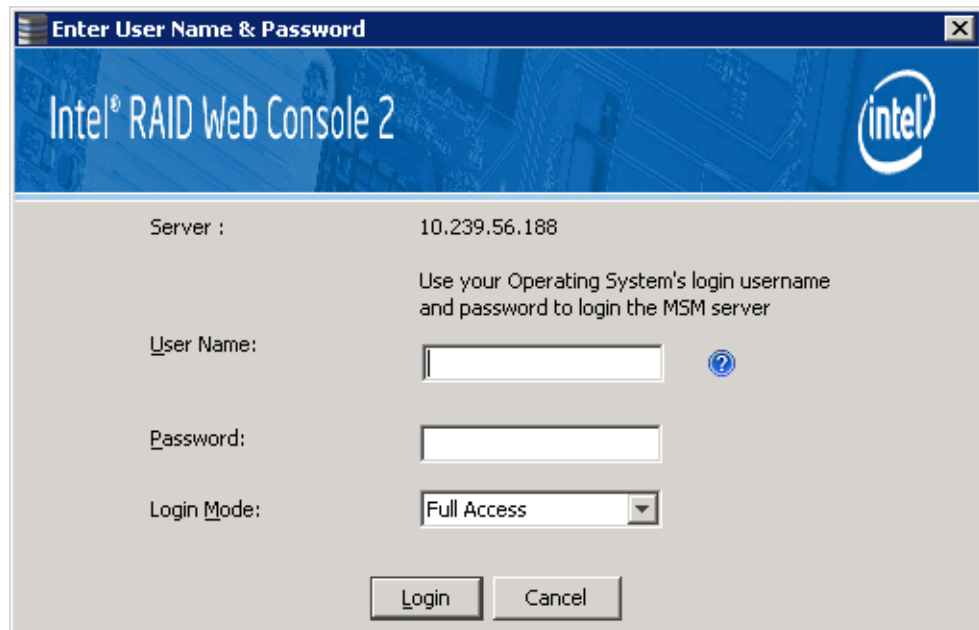 Enter User Name & Password
Intel® RAID Web Console 2
intel
Server :
10.239.56.188
Use your Operating System's login username
and password to login the MSM server
User Name:
Password:
Login Mode:
Full Access
Login
Cancel